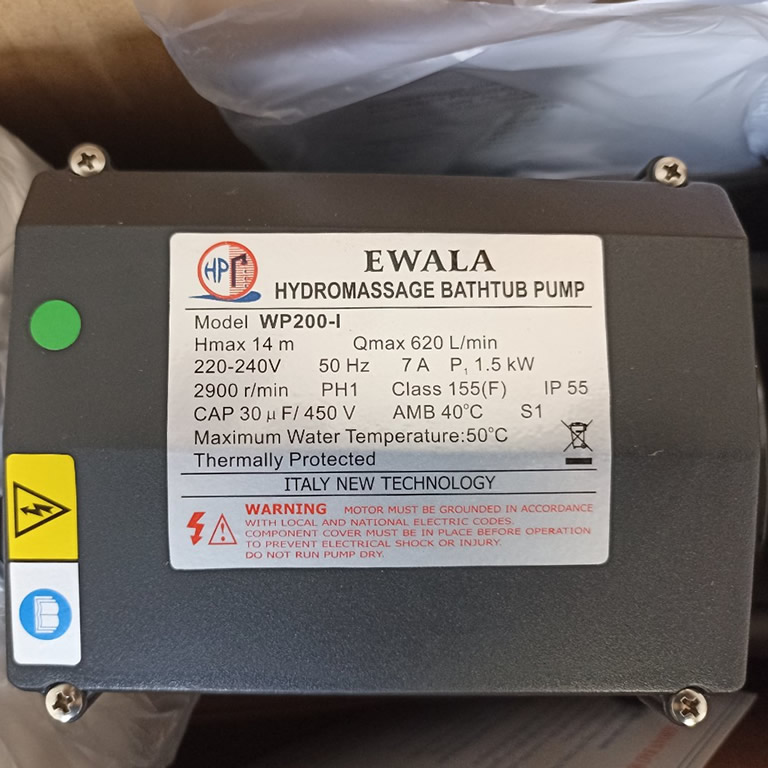 HP
EWALA
HYDROMASSAGE BATHTUB PUMP
Model WP200-I
Hmax 14 m Qmax 620 L/min
220-240V 50 Hz 7 A P₁ 1.5 kW
2900 r/min PH1 Class 155(F) IP 55
CAP 30 μF/ 450 V AMB 40℃ S1
Maximum Water Temperature:50℃
Thermally Protected
ITALY NEW TECHNOLOGY
WARNING MOTOR MUST BE GROUNDED IN ACCORDANCE
WITH LOCAL AND NATIONAL ELECTRIC CODES.
COMPONENT COVER MUST BE IN PLACE BEFORE OPERATION
TO PREVENT ELECTRICAL SHOCK OR INJURY.
DO NOT RUN PUMP DRY.